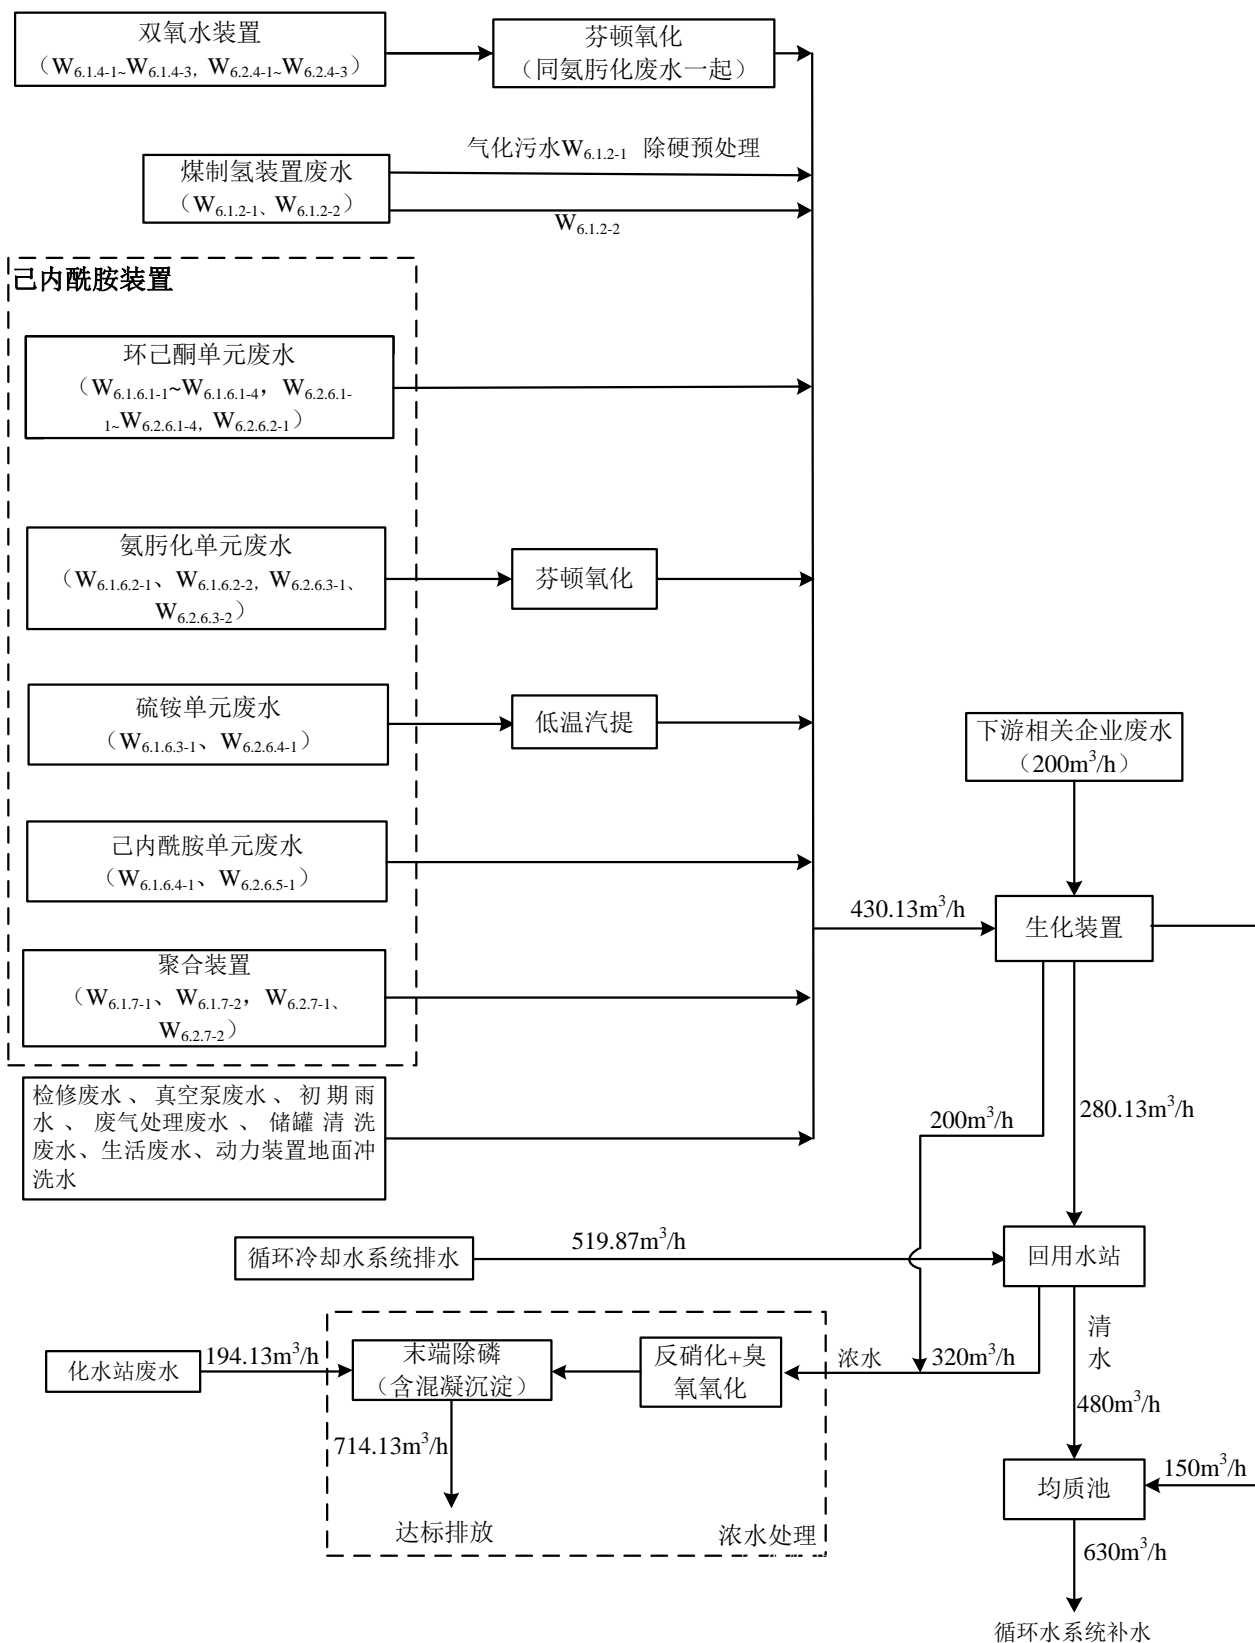 双氧水装置
（W6.1.4-1~W6.1.4-3，W6.2.4-1~W6.2.4-3）
芬顿氧化
（同氨肟化废水一起）
气化污水W6.1.2-1 除硬预处理
煤制氢装置废水
（W6.1.2-1、W6.1.2-2）
W6.1.2-2
己内酰胺装置
环己酮单元废水
（W6.1.6.1-1~W6.1.6.1-4，W6.2.6.1-
1~W6.2.6.1-4，W6.2.6.2-1）
氨肟化单元废水
（W6.1.6.2-1、W6.1.6.2-2，W6.2.6.3-1、
W6.2.6.3-2）
芬顿氧化
硫铵单元废水
（W6.1.6.3-1、W6.2.6.4-1）
低温汽提
下游相关企业废水
（200m³/h）
己内酰胺单元废水
（W6.1.6.4-1、W6.2.6.5-1）
430.13m³/h
生化装置
聚合装置
（W6.1.7-1、W6.1.7-2，W6.2.7-1、
W6.2.7-2）
检修废水、真空泵废水、初期雨
水、废气处理废水、储罐清洗
废水、生活废水、动力装置地面冲
洗水
200m³/h
280.13m³/h
循环冷却水系统排水
519.87m³/h
回用水站
化水站废水
194.13m³/h
末端除磷
（含混凝沉淀）
反硝化+臭
氧氧化
浓水
320m³/h
清
水
480m³/h
714.13m³/h
达标排放
浓水处理
均质池
150m³/h
630m³/h
循环水系统补水